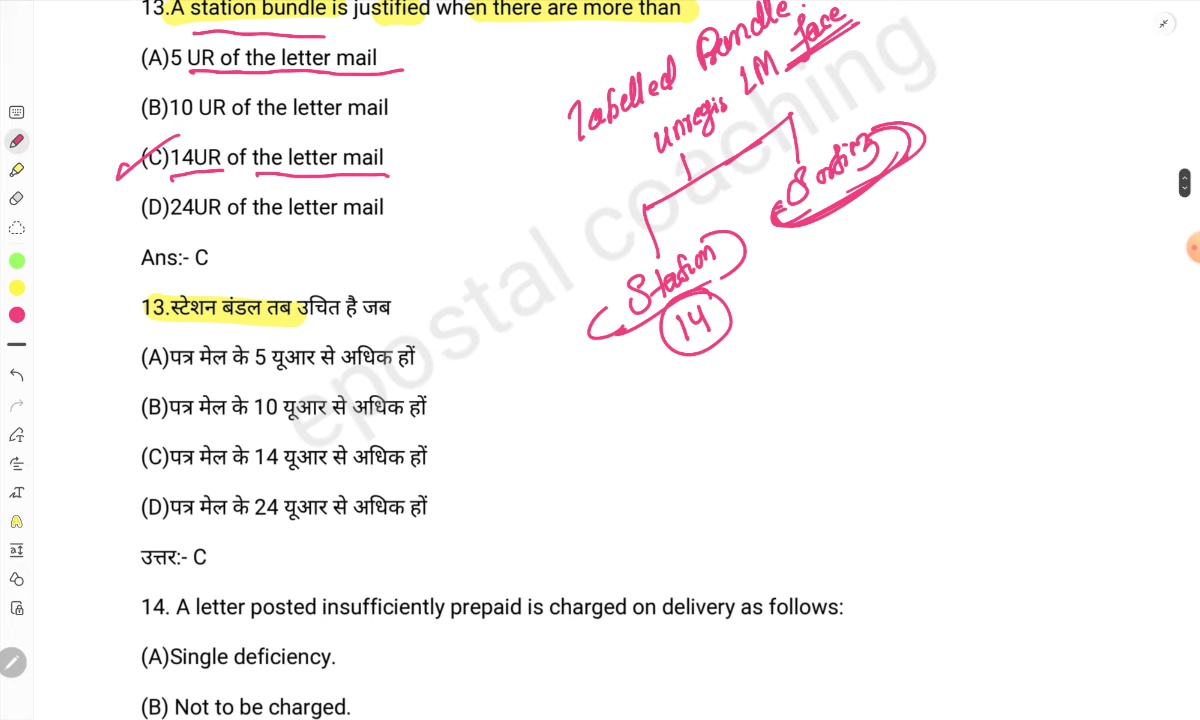 13.A station bundle is justified when there are more than
(A)5 UR of the letter mail
(B)10 UR of the letter mail
(C)14UR of the letter mail
(D)24UR of the letter mail
Ans:- C
13.स्टेशन बंडल तब उचित है जब
(A)पत्र मेल के 5 यूआर से अधिक हों
(B)पत्र मेल के 10 यूआर से अधिक हों
(C)पत्र मेल के 14 यूआर से अधिक हों
(D)पत्र मेल के 24 यूआर से अधिक हों
उत्तर:- C
14. A letter posted insufficiently prepaid is charged on delivery as follows:
(A)Single deficiency.
(B) Not to be charged.
Labelled Bundle:
unregis LM face
Sorting
Station
14
epostal coaching